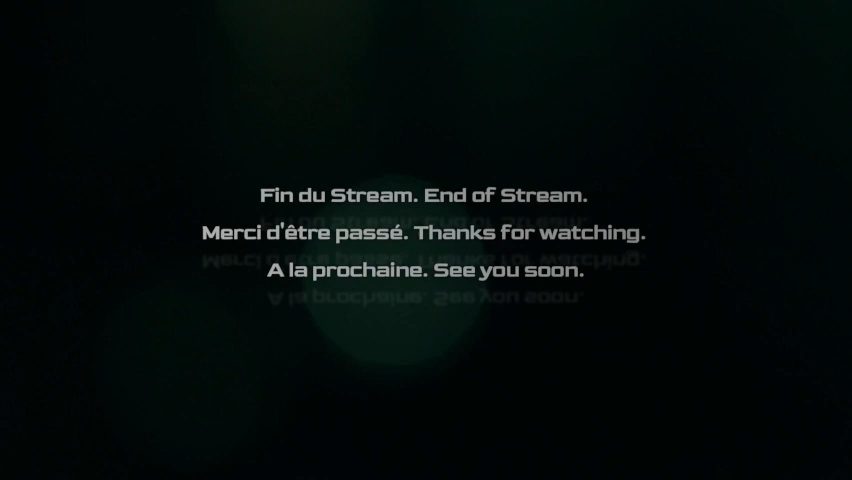 Fin du Stream. End of Stream.
Merci d'être passé. Thanks for watching.
A la prochaine. See you soon.